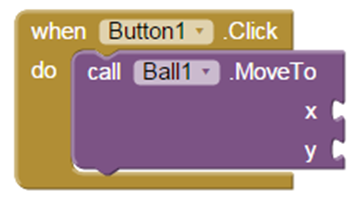 when Button1 .Click
do call Ball1 .MoveTo
x
y